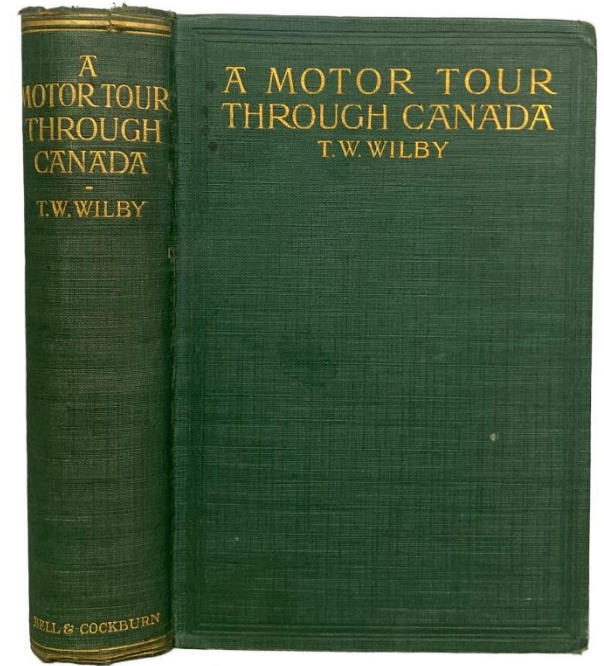 A
MOTOR TOUR
THROUGH
CANADA
-
T.W. WILBY
BELL & COCKBURN
A MOTOR TOUR
THROUGH CANADA
T.W. WILBY